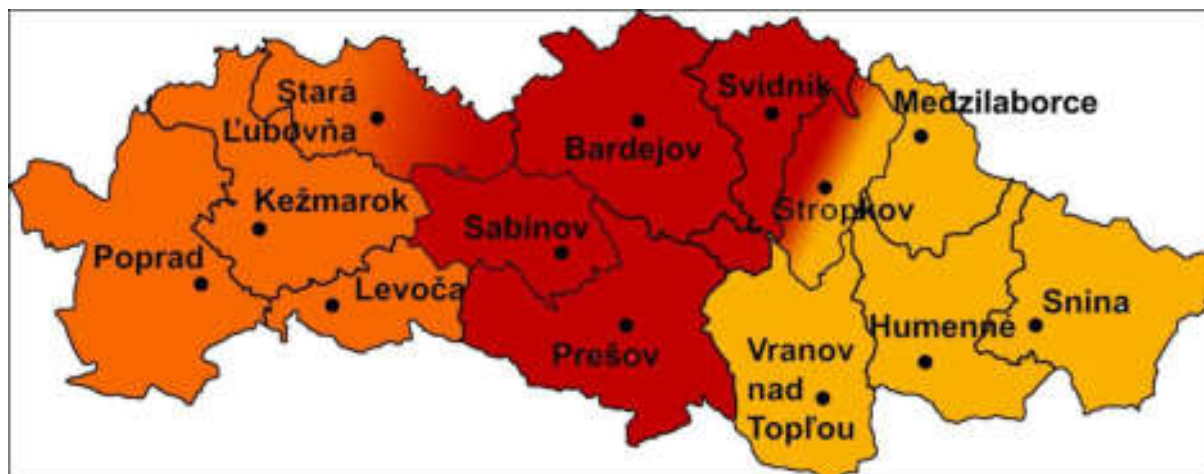 Stará
Ľubovňa
Svidník
Medzilaborce
Bardejov
Kežmarok
Stropkov
Sabinov
Poprad
Levoča
Snina
Humenné
Prešov
Vranov
nad
Topľou